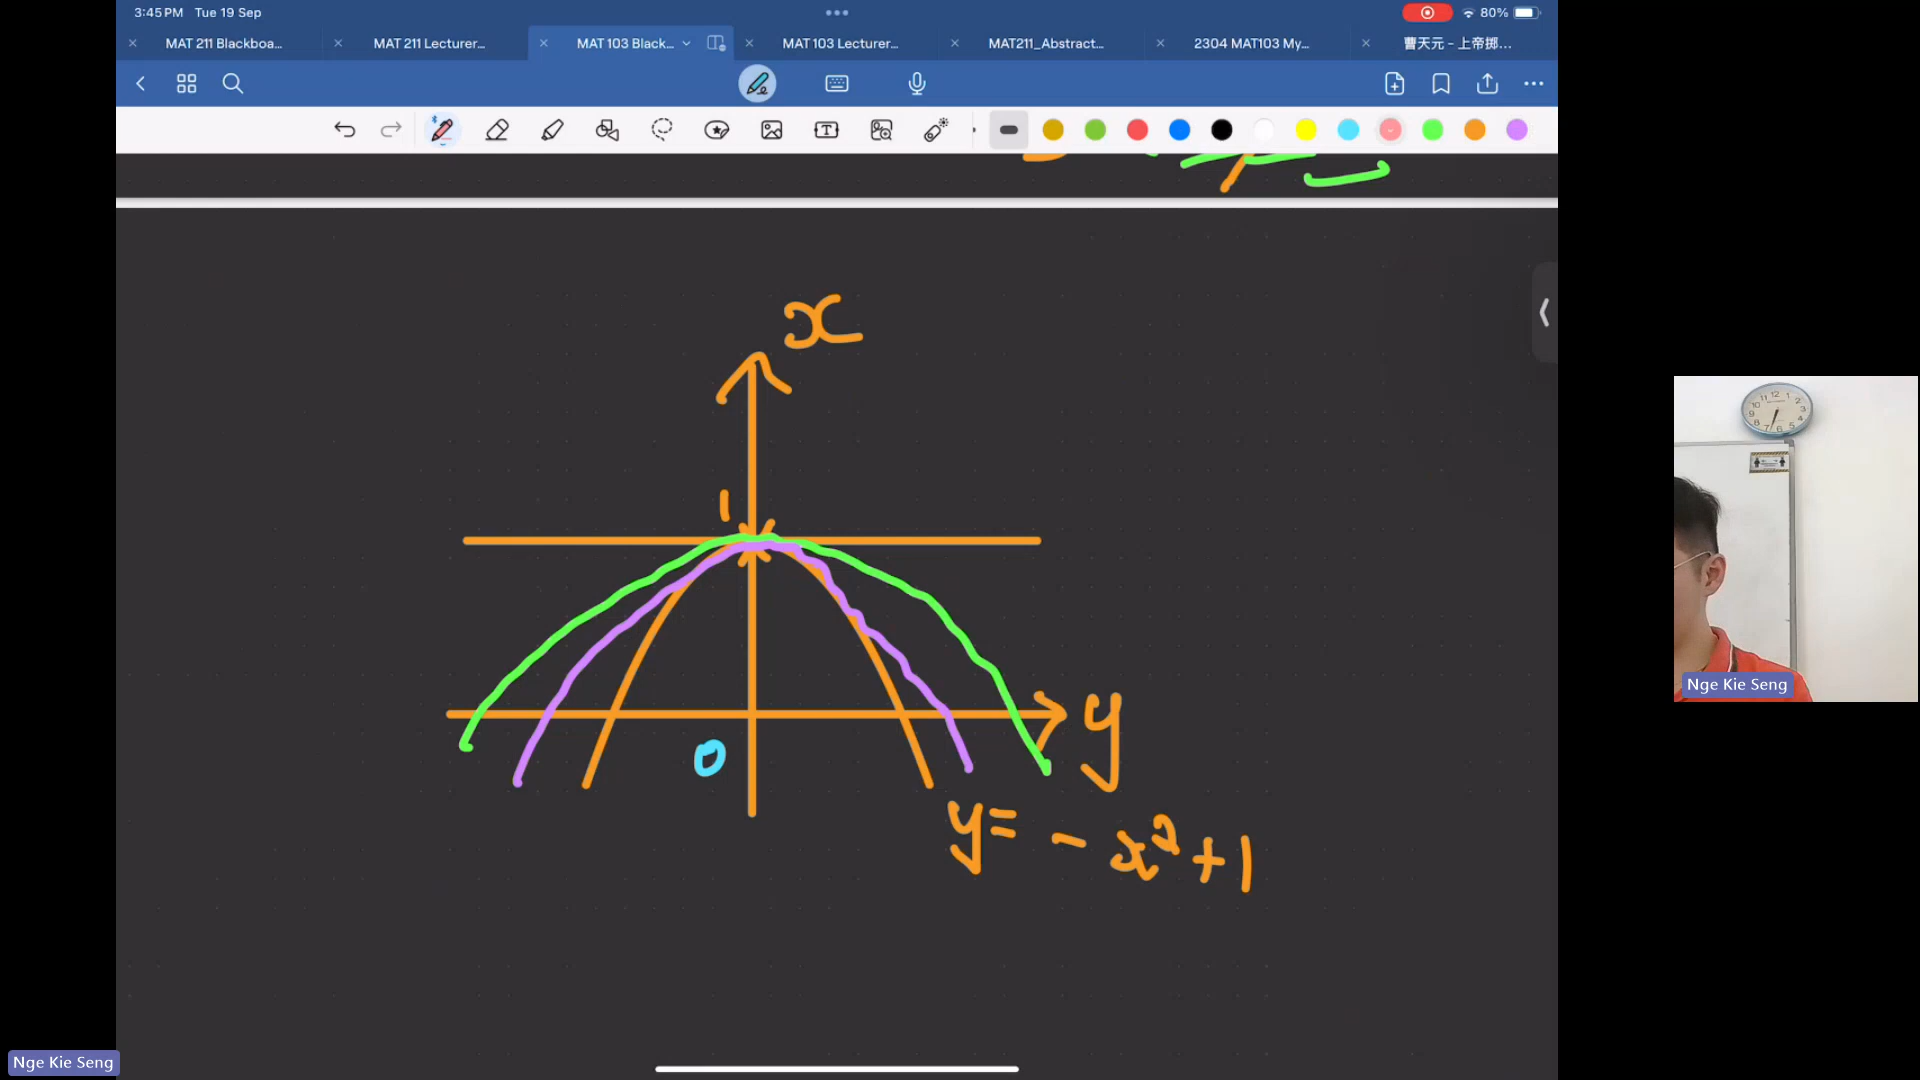 3:45 PM Tue 19 Sep
80%
MAT 211 Blackboa...
MAT 211 Lecturer...
MAT 103 Black...
MAT 103 Lecturer...
MAT211_Abstract...
2304 MAT103 My...
曹天元 - 上帝掷...
x
1
y
0
y = - x² + 1
Nge Kie Seng
Nge Kie Seng